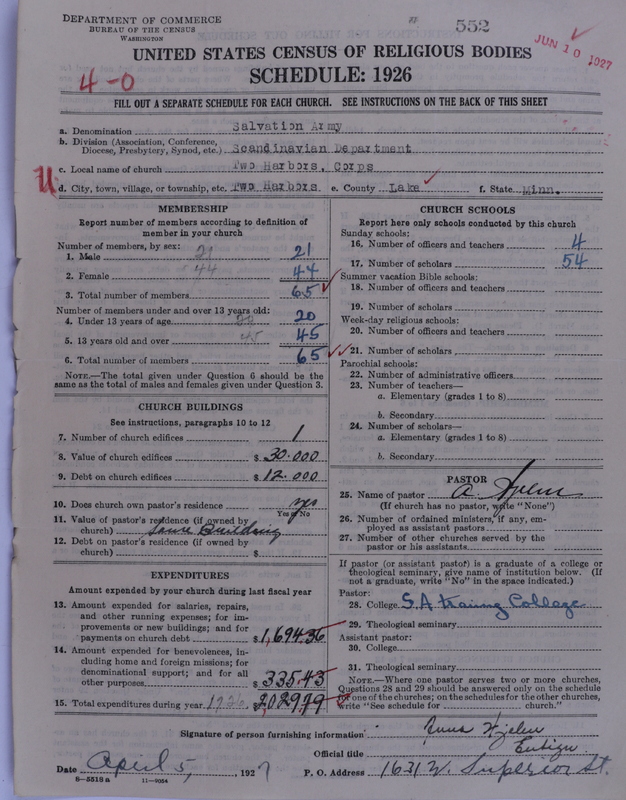 DEPARTMENT OF COMMERCE
BUREAU OF THE CENSUS
WASHINGTON
552
JUN 10 1927
UNITED STATES CENSUS OF RELIGIOUS BODIES
4-0
SCHEDULE: 1926
FILL OUT A SEPARATE SCHEDULE FOR EACH CHURCH. SEE INSTRUCTIONS ON THE BACK OF THIS SHEET
a. Denomination Salvation Army
b. Division (Association, Conference,
Diocese, Presbytery, Synod, etc.) Scandinavian Department
c. Local name of church Two Harbors, Corps
d. City, town, village, or township, etc. Two Harbors e. County Lake f. State Minn.
MEMBERSHIP
Report number of members according to definition of
member in your church
Number of members, by sex:
1. Male 21 21
2. Female 44 44
3. Total number of members 65
Number of members under and over 13 years old:
4. Under 13 years of age 20
5. 13 years old and over 45
6. Total number of members 65
NOTE.—The total given under Question 6 should be the
same as the total of males and females given under Question 3.
CHURCH BUILDINGS
See instructions, paragraphs 10 to 12
7. Number of church edifices 1
8. Value of church edifices $ 30.000
9. Debt on church edifices $ 12.000
10. Does church own pastor's residence yes
Yes or No
11. Value of pastor's residence (if owned by
church) Same Building
12. Debt on pastor's residence (if owned by
church) $
EXPENDITURES
Amount expended by your church during last fiscal year
13. Amount expended for salaries, repairs,
and other running expenses; for im-
provements or new buildings; and for
payments on church debt $ 1,694.36
14. Amount expended for benevolences, in-
cluding home and foreign missions; for
denominational support; and for all
other purposes $ 335.43
15. Total expenditures during year 1926 $ 2,029.79
CHURCH SCHOOLS
Report here only schools conducted by this church
Sunday schools:
16. Number of officers and teachers 4
17. Number of scholars 54
Summer vacation Bible schools:
18. Number of officers and teachers
19. Number of scholars
Week-day religious schools:
20. Number of officers and teachers
21. Number of scholars
Parochial schools:
22. Number of administrative officers
23. Number of teachers—
a. Elementary (grades 1 to 8)
b. Secondary
24. Number of scholars—
a. Elementary (grades 1 to 8)
b. Secondary
PASTOR
25. Name of pastor A
(If church has no pastor, write "None")
26. Number of ordained ministers, if any, em-
ployed as assistant pastors
27. Number of other churches served by the
pastor or his assistants
If pastor (or assistant pastor) is a graduate of a college or
theological seminary, give name of institution below. (If
not a graduate, write "No" in the space indicated.)
Pastor:
28. College S.A traing College
29. Theological seminary
Assistant pastor:
30. College
31. Theological seminary
NOTE.—Where one pastor serves two or more churches,
Questions 28 and 29 should be answered only on the schedule
for one of the churches; on the schedules for the other churches,
write "See schedule for church."
Signature of person furnishing information
Official title
Date April 5, 1927 P. O. Address 1631 W. Superior St.
8-5518 a 11-9054